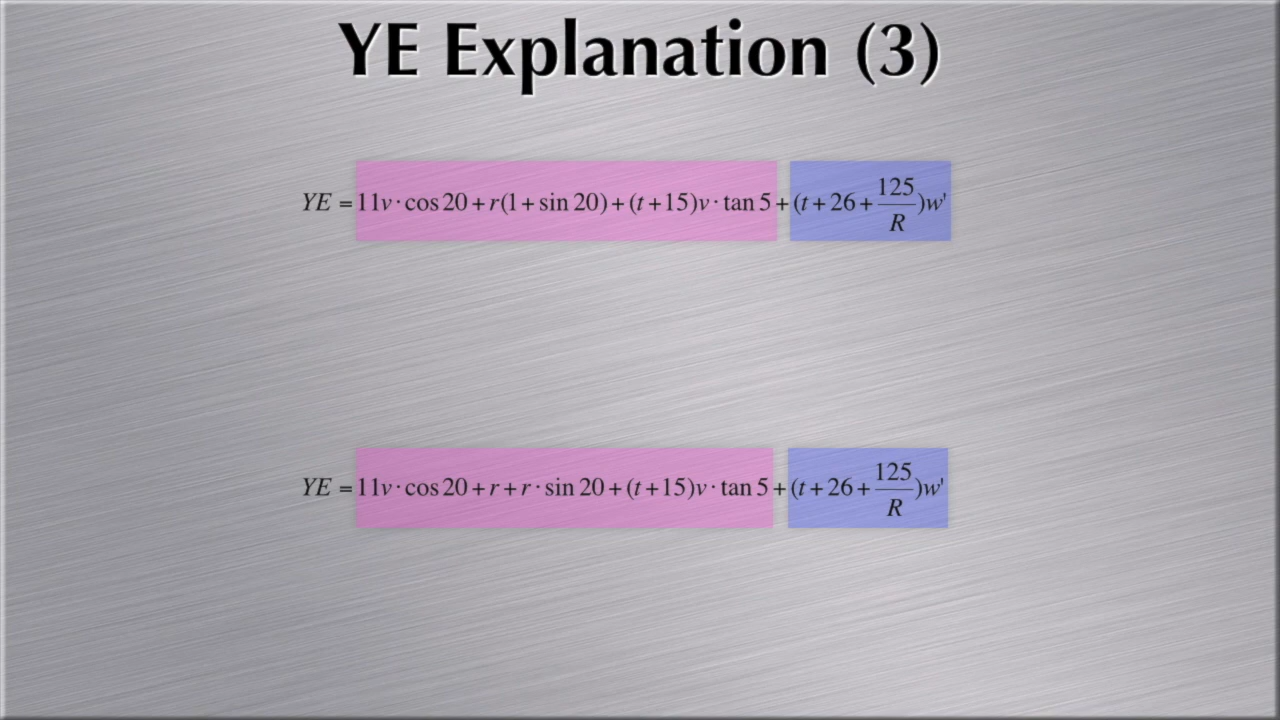 YE Explanation (3)
YE = 11v · cos 20 + r(1 + sin 20) + (t + 15)v · tan 5 + (t + 26 + 125/R)w'
YE = 11v · cos 20 + r + r · sin 20 + (t + 15)v · tan 5 + (t + 26 + 125/R)w'